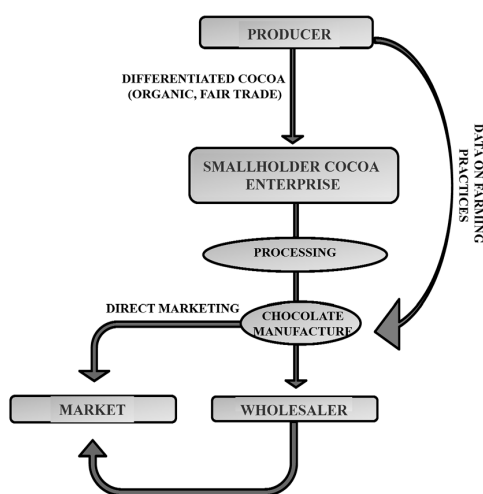 PRODUCER
DIFFERENTIATED COCOA
(ORGANIC, FAIR TRADE)
DATA ON FARMING
PRACTICES
SMALLHOLDER COCOA
ENTERPRISE
PROCESSING
DIRECT MARKETING
CHOCOLATE
MANUFACTURE
MARKET
WHOLESALER